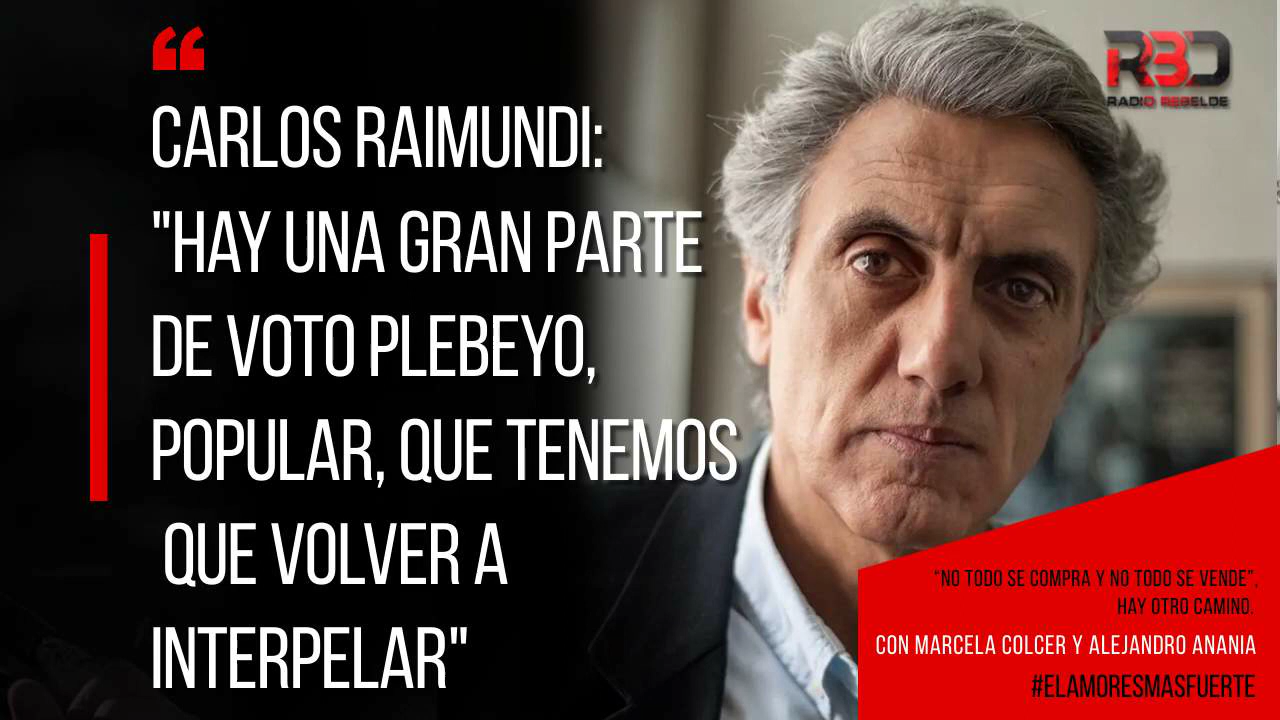 “
CARLOS RAIMUNDI:
"HAY UNA GRAN PARTE
DE VOTO PLEBEYO,
POPULAR, QUE TENEMOS
QUE VOLVER A
INTERPELAR"
RBD
RADIO REBELDE
"NO TODO SE COMPRA Y NO TODO SE VENDE",
HAY OTRO CAMINO.
CON MARCELA COLCER Y ALEJANDRO ANANIA
#ELAMORESMASFUERTE